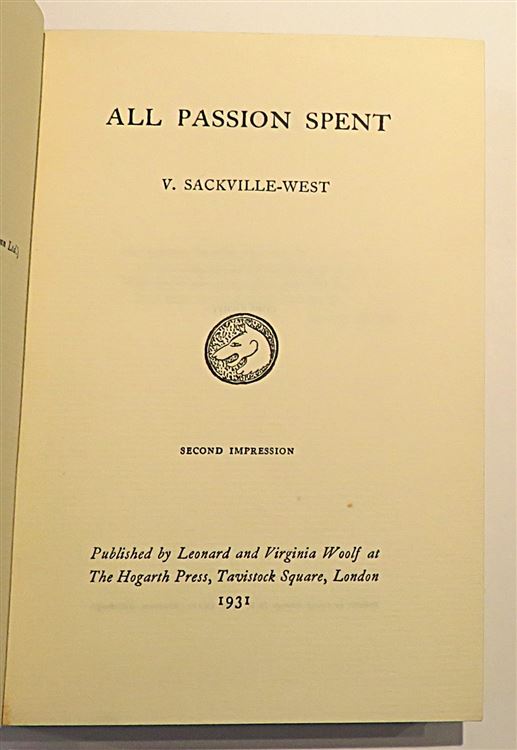 ALL PASSION SPENT
V. SACKVILLE-WEST
SECOND IMPRESSION
Published by Leonard and Virginia Woolf at
The Hogarth Press, Tavistock Square, London
1931